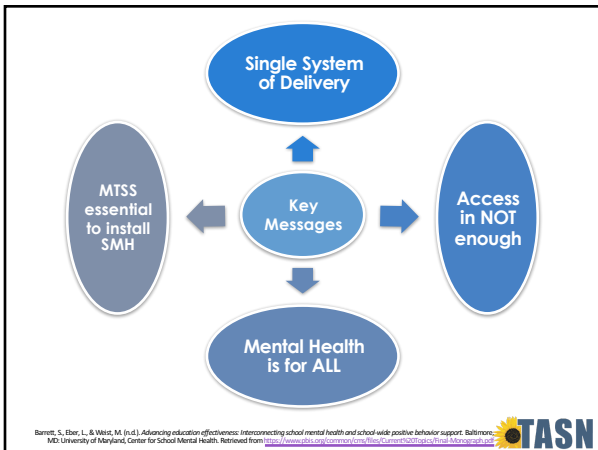 Single System
of Delivery
MTSS
essential
to install
SMH
Key
Messages
Access
in NOT
enough
Mental Health
is for ALL
Barrett, S., Eber, L., & Weist, M. (n.d.). Advancing education effectiveness: Interconnecting school mental health and school-wide positive behavior support. Baltimore,
MD: University of Maryland, Center for School Mental Health. Retrieved from https://www.pbis.org/common/cms/files/Current%20Topics/Final-Monograph.pdf
TASN